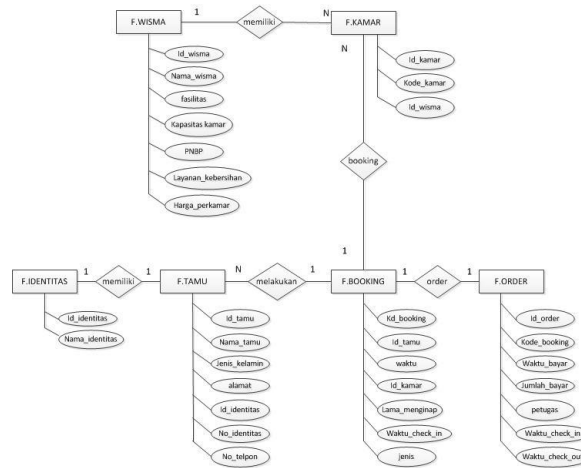 F.WISMA
1
memiliki
N
F.KAMAR
N
Id_wisma
Nama_wisma
fasilitas
Kapasitas kamar
PNBP
Layanan_kebersihan
Harga_perkamar
Id_kamar
Kode_kamar
Id_wisma
booking
1
F.IDENTITAS
1
memiliki
1
F.TAMU
N
melakukan
1
F.BOOKING
1
order
1
F.ORDER
Id_identitas
Nama_identitas
Id_tamu
Nama_tamu
Jenis_kelamin
alamat
Id_identitas
No_identitas
No_telpon
Kd_booking
Id_tamu
waktu
Id_kamar
Lama_menginap
Waktu_check_in
jenis
Id_order
Kode_booking
Waktu_bayar
Jumlah_bayar
petugas
Waktu_check_in
Waktu_check_out